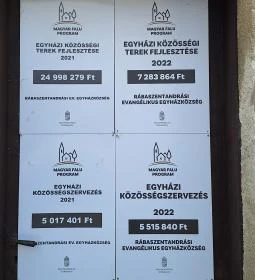 MAGYAR FALU
PROGRAM
EGYHÁZI KÖZÖSSÉGI
TEREK FEJLESZTÉSE
2021
24 998 279 Ft
RÁBASZENTANDRÁSI EV. EGYHÁZKÖZSÉG
MAGYAR FALU
PROGRAM
EGYHÁZI KÖZÖSSÉGI
TEREK FEJLESZTÉSE
2022
7 283 864 Ft
RÁBASZENTANDRÁSI
EVANGÉLIKUS EGYHÁZKÖZSÉG
MAGYAR FALU
PROGRAM
EGYHÁZI
KÖZÖSSÉGSZERVEZÉS
2021
5 017 401 Ft
RÁBASZENTANDRÁSI EV. EGYHÁZKÖZSÉG
MAGYAR FALU
PROGRAM
EGYHÁZI
KÖZÖSSÉGSZERVEZÉS
2022
5 515 840 Ft
RÁBASZENTANDRÁSI
EVANGÉLIKUS EGYHÁZKÖZSÉG